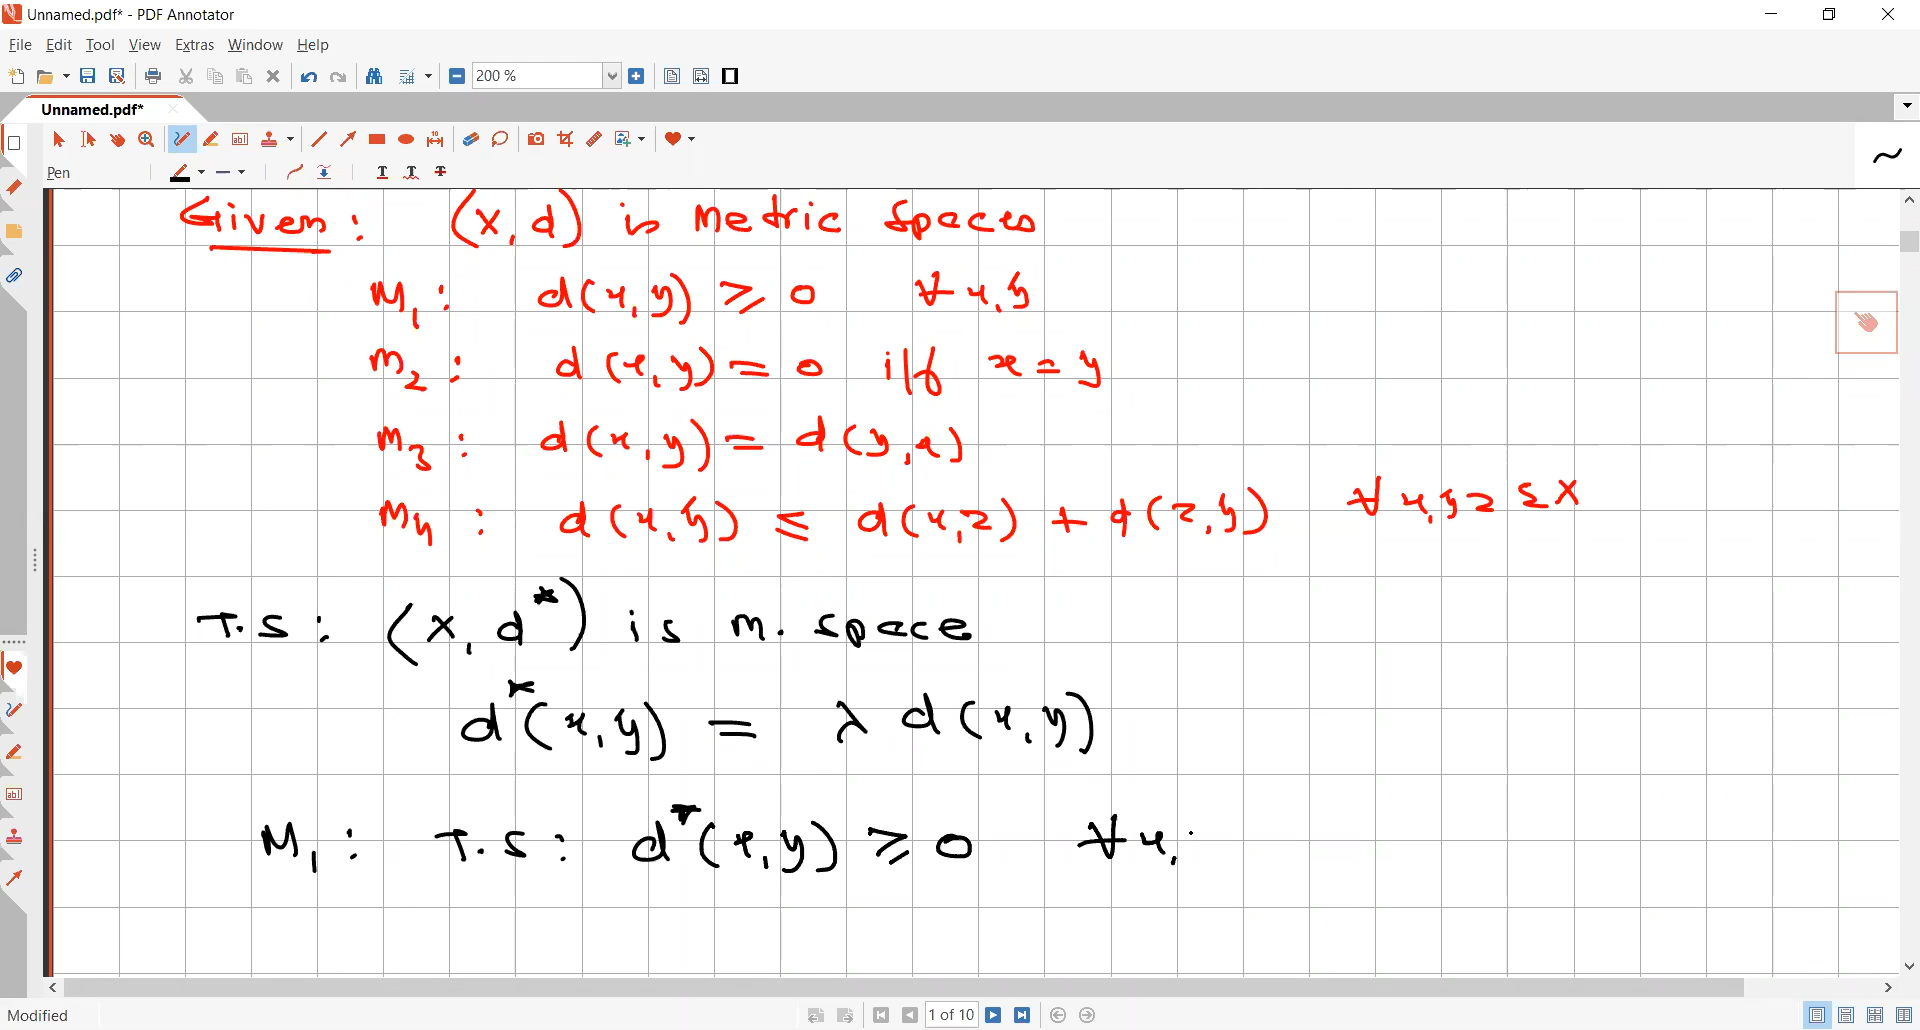 Unnamed.pdf* - PDF Annotator
File Edit Tool View Extras Window Help
200 %
Unnamed.pdf*
Pen
Given : (x, d) is metric spaces
M₁ : d(x, y) ≥ 0 ∀ x, y
M₂ : d(x, y) = 0 iff x = y
M₃ : d(x, y) = d(y, x)
M₄ : d(x, y) ≤ d(x, z) + d(z, y) ∀ x, y, z ∈ X
T.S : (X, d*) is m. space
d*(x, y) = λ d(x, y)
M₁ : T.S : d*(x, y) ≥ 0 ∀ x,
Modified
1 of 10